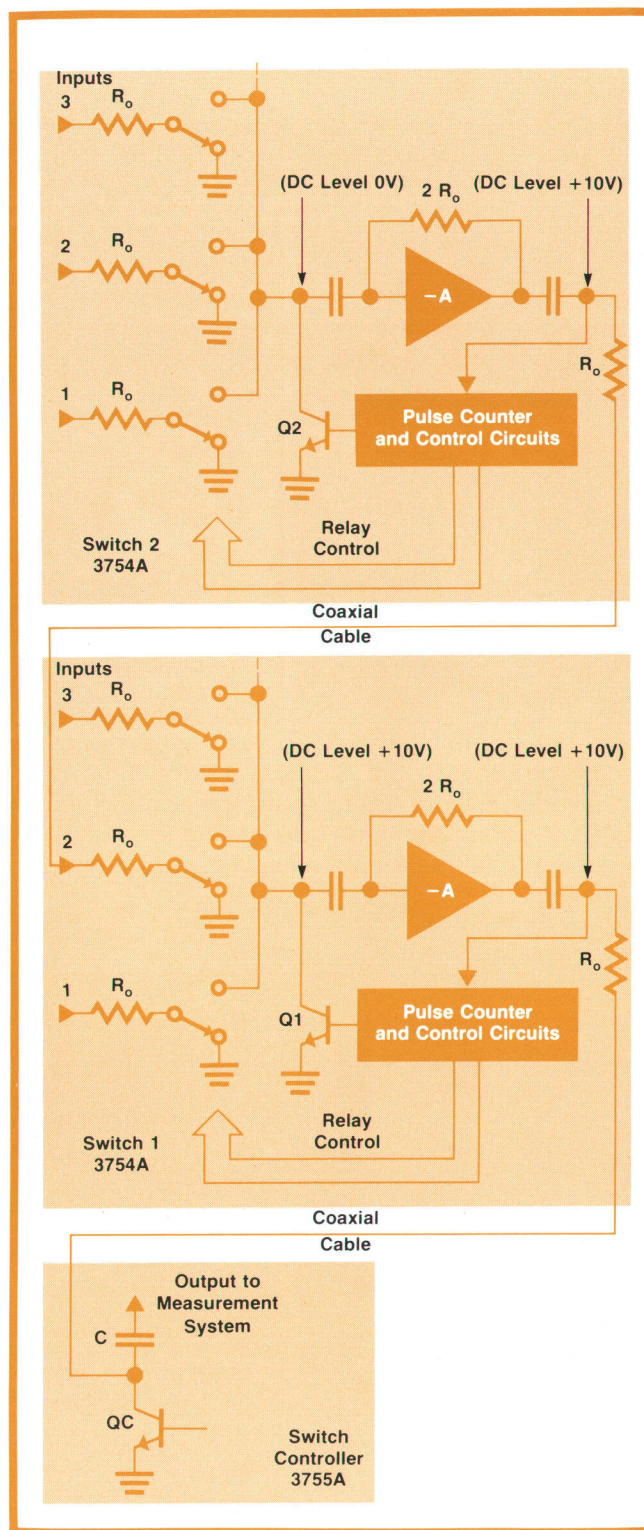 Inputs
3 Ro
2 Ro
1 Ro
(DC Level 0V)
(DC Level +10V)
2 Ro
–A
Ro
Q2
Pulse Counter
and Control Circuits
Relay
Control
Switch 2
3754A
Coaxial
Cable
Inputs
3 Ro
2 Ro
1 Ro
(DC Level +10V)
(DC Level +10V)
2 Ro
–A
Ro
Q1
Pulse Counter
and Control Circuits
Relay
Control
Switch 1
3754A
Coaxial
Cable
Output to
Measurement
System
C
QC
Switch
Controller
3755A